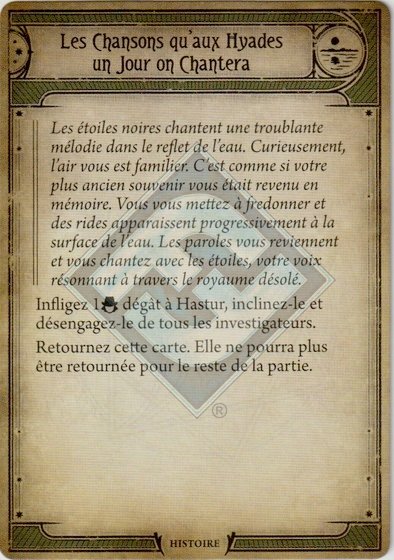 Les Chansons qu'aux Hyades
un Jour on Chantera
Les étoiles noires chantent une troublante
mélodie dans le reflet de l'eau. Curieusement,
l'air vous est familier. C'est comme si votre
plus ancien souvenir vous était revenu en
mémoire. Vous vous mettez à fredonner et
des rides apparaissent progressivement à la
surface de l'eau. Les paroles vous reviennent
et vous chantez avec les étoiles, votre voix
résonnant à travers le royaume désolé.
Infligez 1 dégât à Hastur, inclinez-le et
désengagez-le de tous les investigateurs.
Retournez cette carte. Elle ne pourra plus
être retournée pour le reste de la partie.
®
HISTOIRE